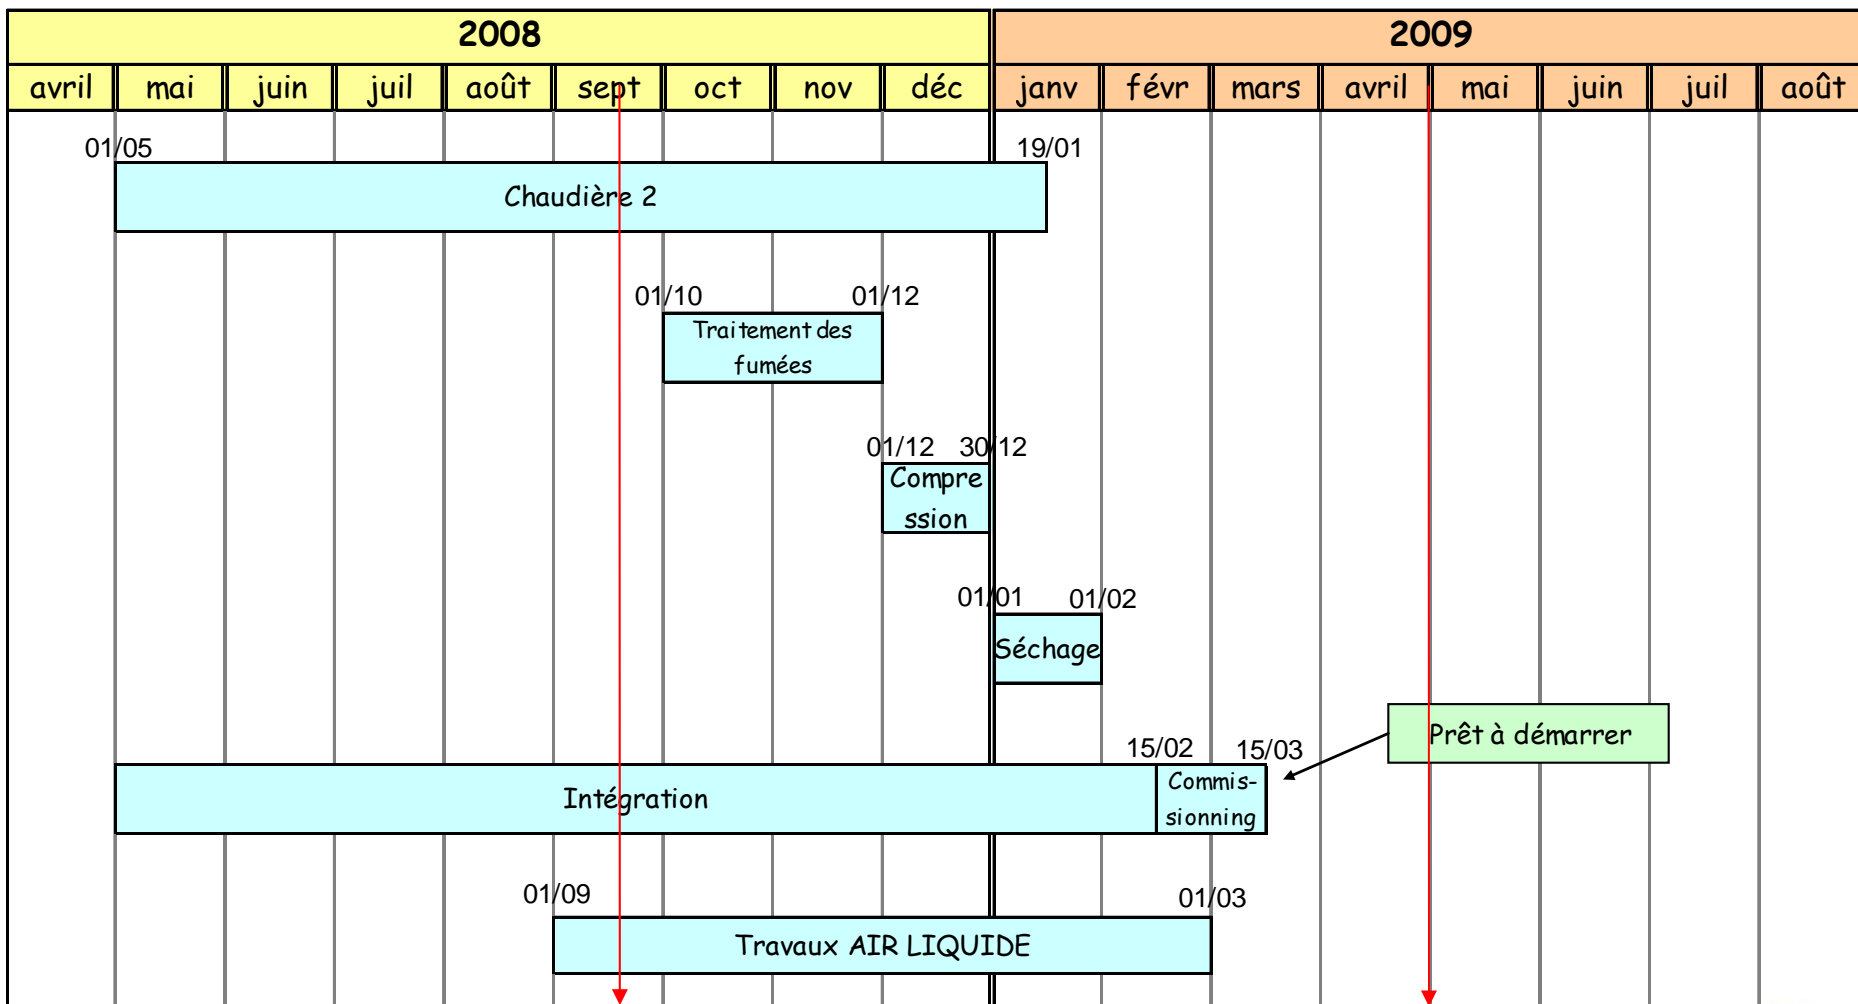 2008 2009
avril mai juin juil août sept oct nov déc janv févr mars avril mai juin juil août
01/05 19/01
Chaudière 2
01/10 01/12
Traitement des
fumées
01/12 30/12
Compre
ssion
01/01 01/02
Séchage
Prêt à démarrer
15/02 15/03
Intégration
Commis-
sionning
01/09 01/03
Travaux AIR LIQUIDE